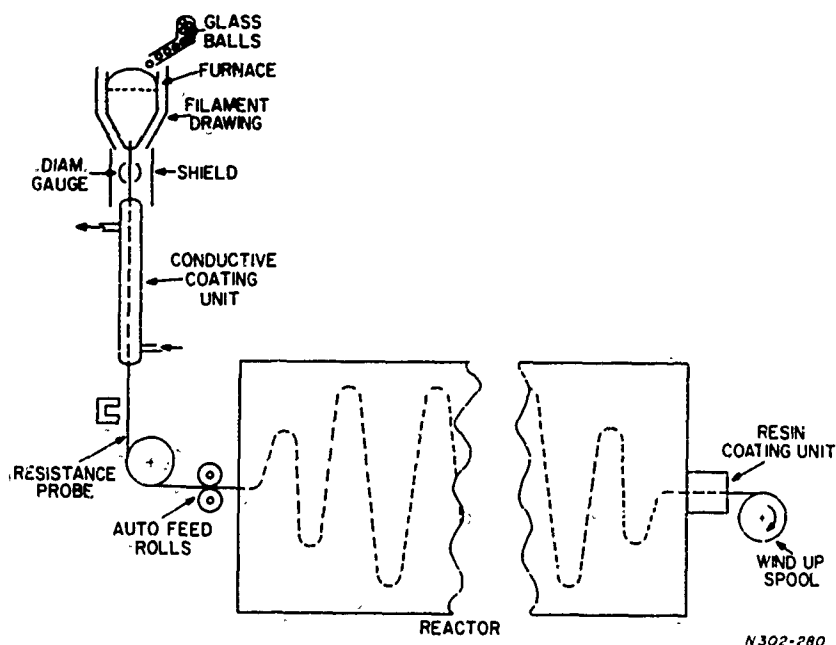 GLASS
BALLS
FURNACE
FILAMENT
DRAWING
DIAM.
GAUGE
SHIELD
CONDUCTIVE
COATING
UNIT
RESISTANCE
PROBE
AUTO FEED
ROLLS
REACTOR
RESIN
COATING UNIT
WIND UP
SPOOL
N302-280